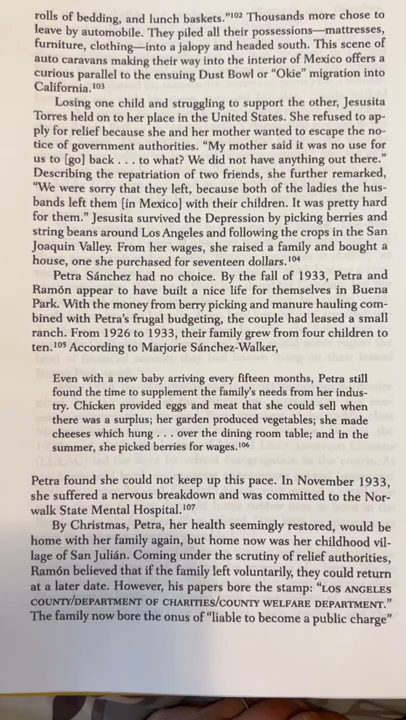 rolls of bedding, and lunch baskets."102 Thousands more chose to
leave by automobile. They piled all their possessions—mattresses,
furniture, clothing—into a jalopy and headed south. This scene of
auto caravans making their way into the interior of Mexico offers a
curious parallel to the ensuing Dust Bowl or "Okie" migration into
California.103
Losing one child and struggling to support the other, Jesusita
Torres held on to her place in the United States. She refused to ap-
ply for relief because she and her mother wanted to escape the no-
tice of government authorities. "My mother said it was no use for
us to [go] back . . . to what? We did not have anything out there."
Describing the repatriation of two friends, she further remarked,
"We were sorry that they left, because both of the ladies the hus-
bands left them [in Mexico] with their children. It was pretty hard
for them." Jesusita survived the Depression by picking berries and
string beans around Los Angeles and following the crops in the San
Joaquin Valley. From her wages, she raised a family and bought a
house, one she purchased for seventeen dollars.104
Petra Sánchez had no choice. By the fall of 1933, Petra and
Ramón appear to have built a nice life for themselves in Buena
Park. With the money from berry picking and manure hauling com-
bined with Petra's frugal budgeting, the couple had leased a small
ranch. From 1926 to 1933, their family grew from four children to
ten.105 According to Marjorie Sánchez-Walker,
Even with a new baby arriving every fifteen months, Petra still
found the time to supplement the family's needs from her indus-
try. Chicken provided eggs and meat that she could sell when
there was a surplus; her garden produced vegetables; she made
cheeses which hung . . . over the dining room table; and in the
summer, she picked berries for wages.106
Petra found she could not keep up this pace. In November 1933,
she suffered a nervous breakdown and was committed to the Nor-
walk State Mental Hospital.107
By Christmas, Petra, her health seemingly restored, would be
home with her family again, but home now was her childhood vil-
lage of San Julián. Coming under the scrutiny of relief authorities,
Ramón believed that if the family left voluntarily, they could return
at a later date. However, his papers bore the stamp: "LOS ANGELES
COUNTY/DEPARTMENT OF CHARITIES/COUNTY WELFARE DEPARTMENT."
The family now bore the onus of "liable to become a public charge"